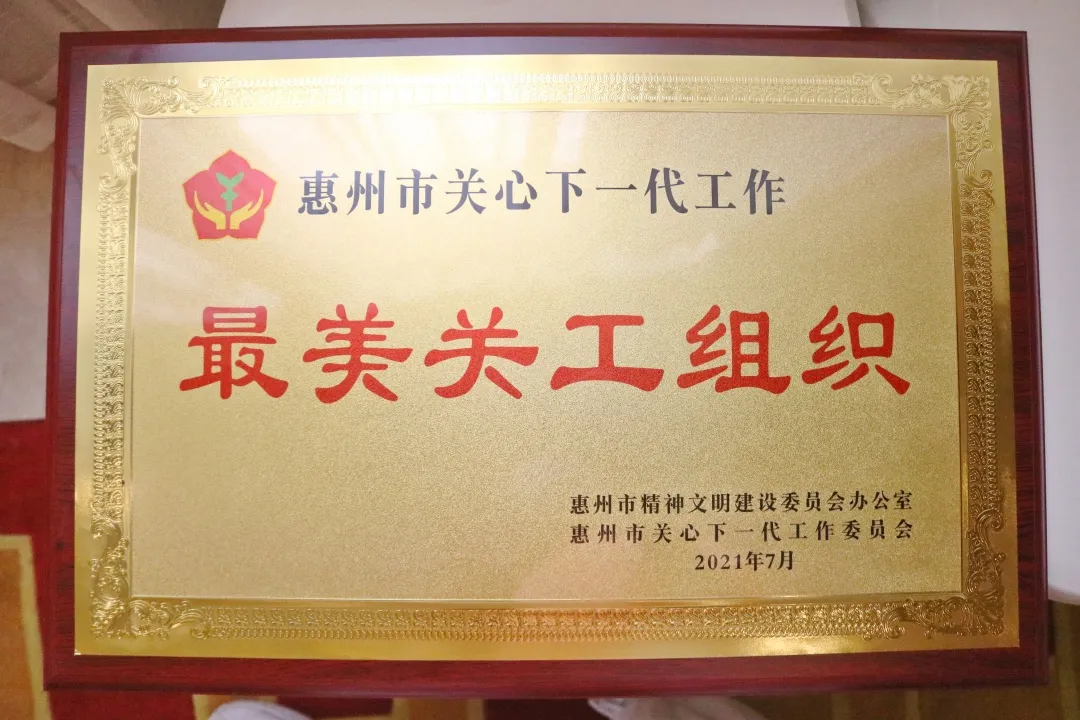 惠州市关心下一代工作
最美关工组织
惠州市精神文明建设委员会办公室
惠州市关心下一代工作委员会
2021年7月